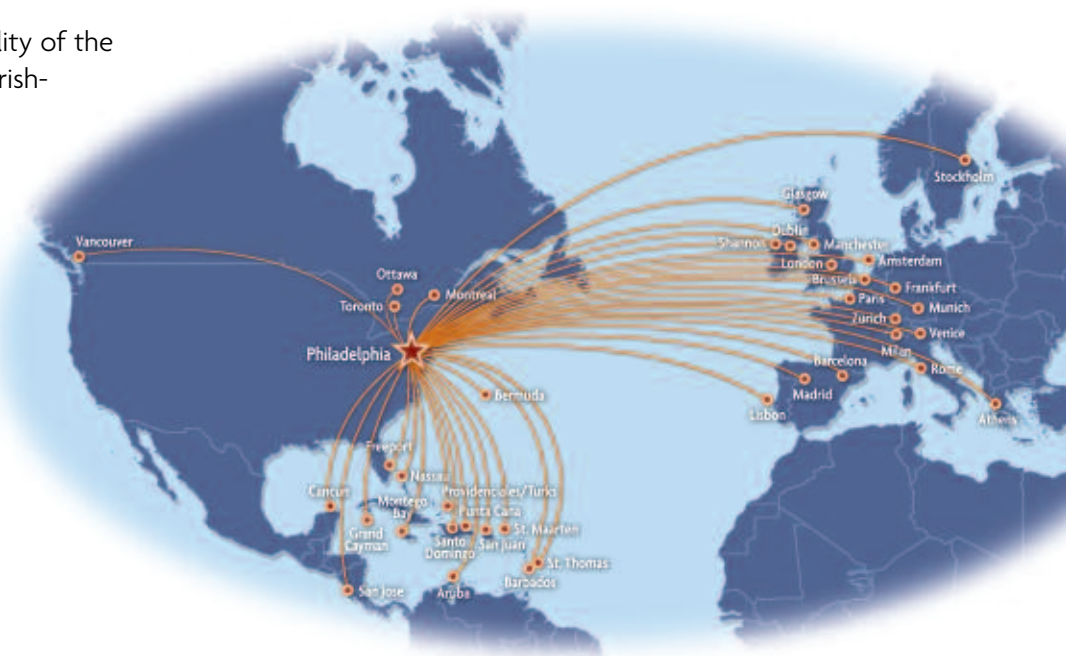 lity of the
rish-
Stockholm
Glasgow
Dublin
Shannon
Manchester
Vancouver
London
Amsterdam
Ottawa
Brussels
Frankfurt
Toronto
Montreal
Paris
Munich
Zurich
Venice
Philadelphia
Milan
Barcelona
Rome
Madrid
Bermuda
Lisbon
Athens
Freeport
Nassau
Cancun
Montego
Bay
Providenciales/Turks
Punta Cana
Grand
Cayman
Santo
Domingo
San Juan
St. Maarten
St. Thomas
Barbados
San Jose
Aruba